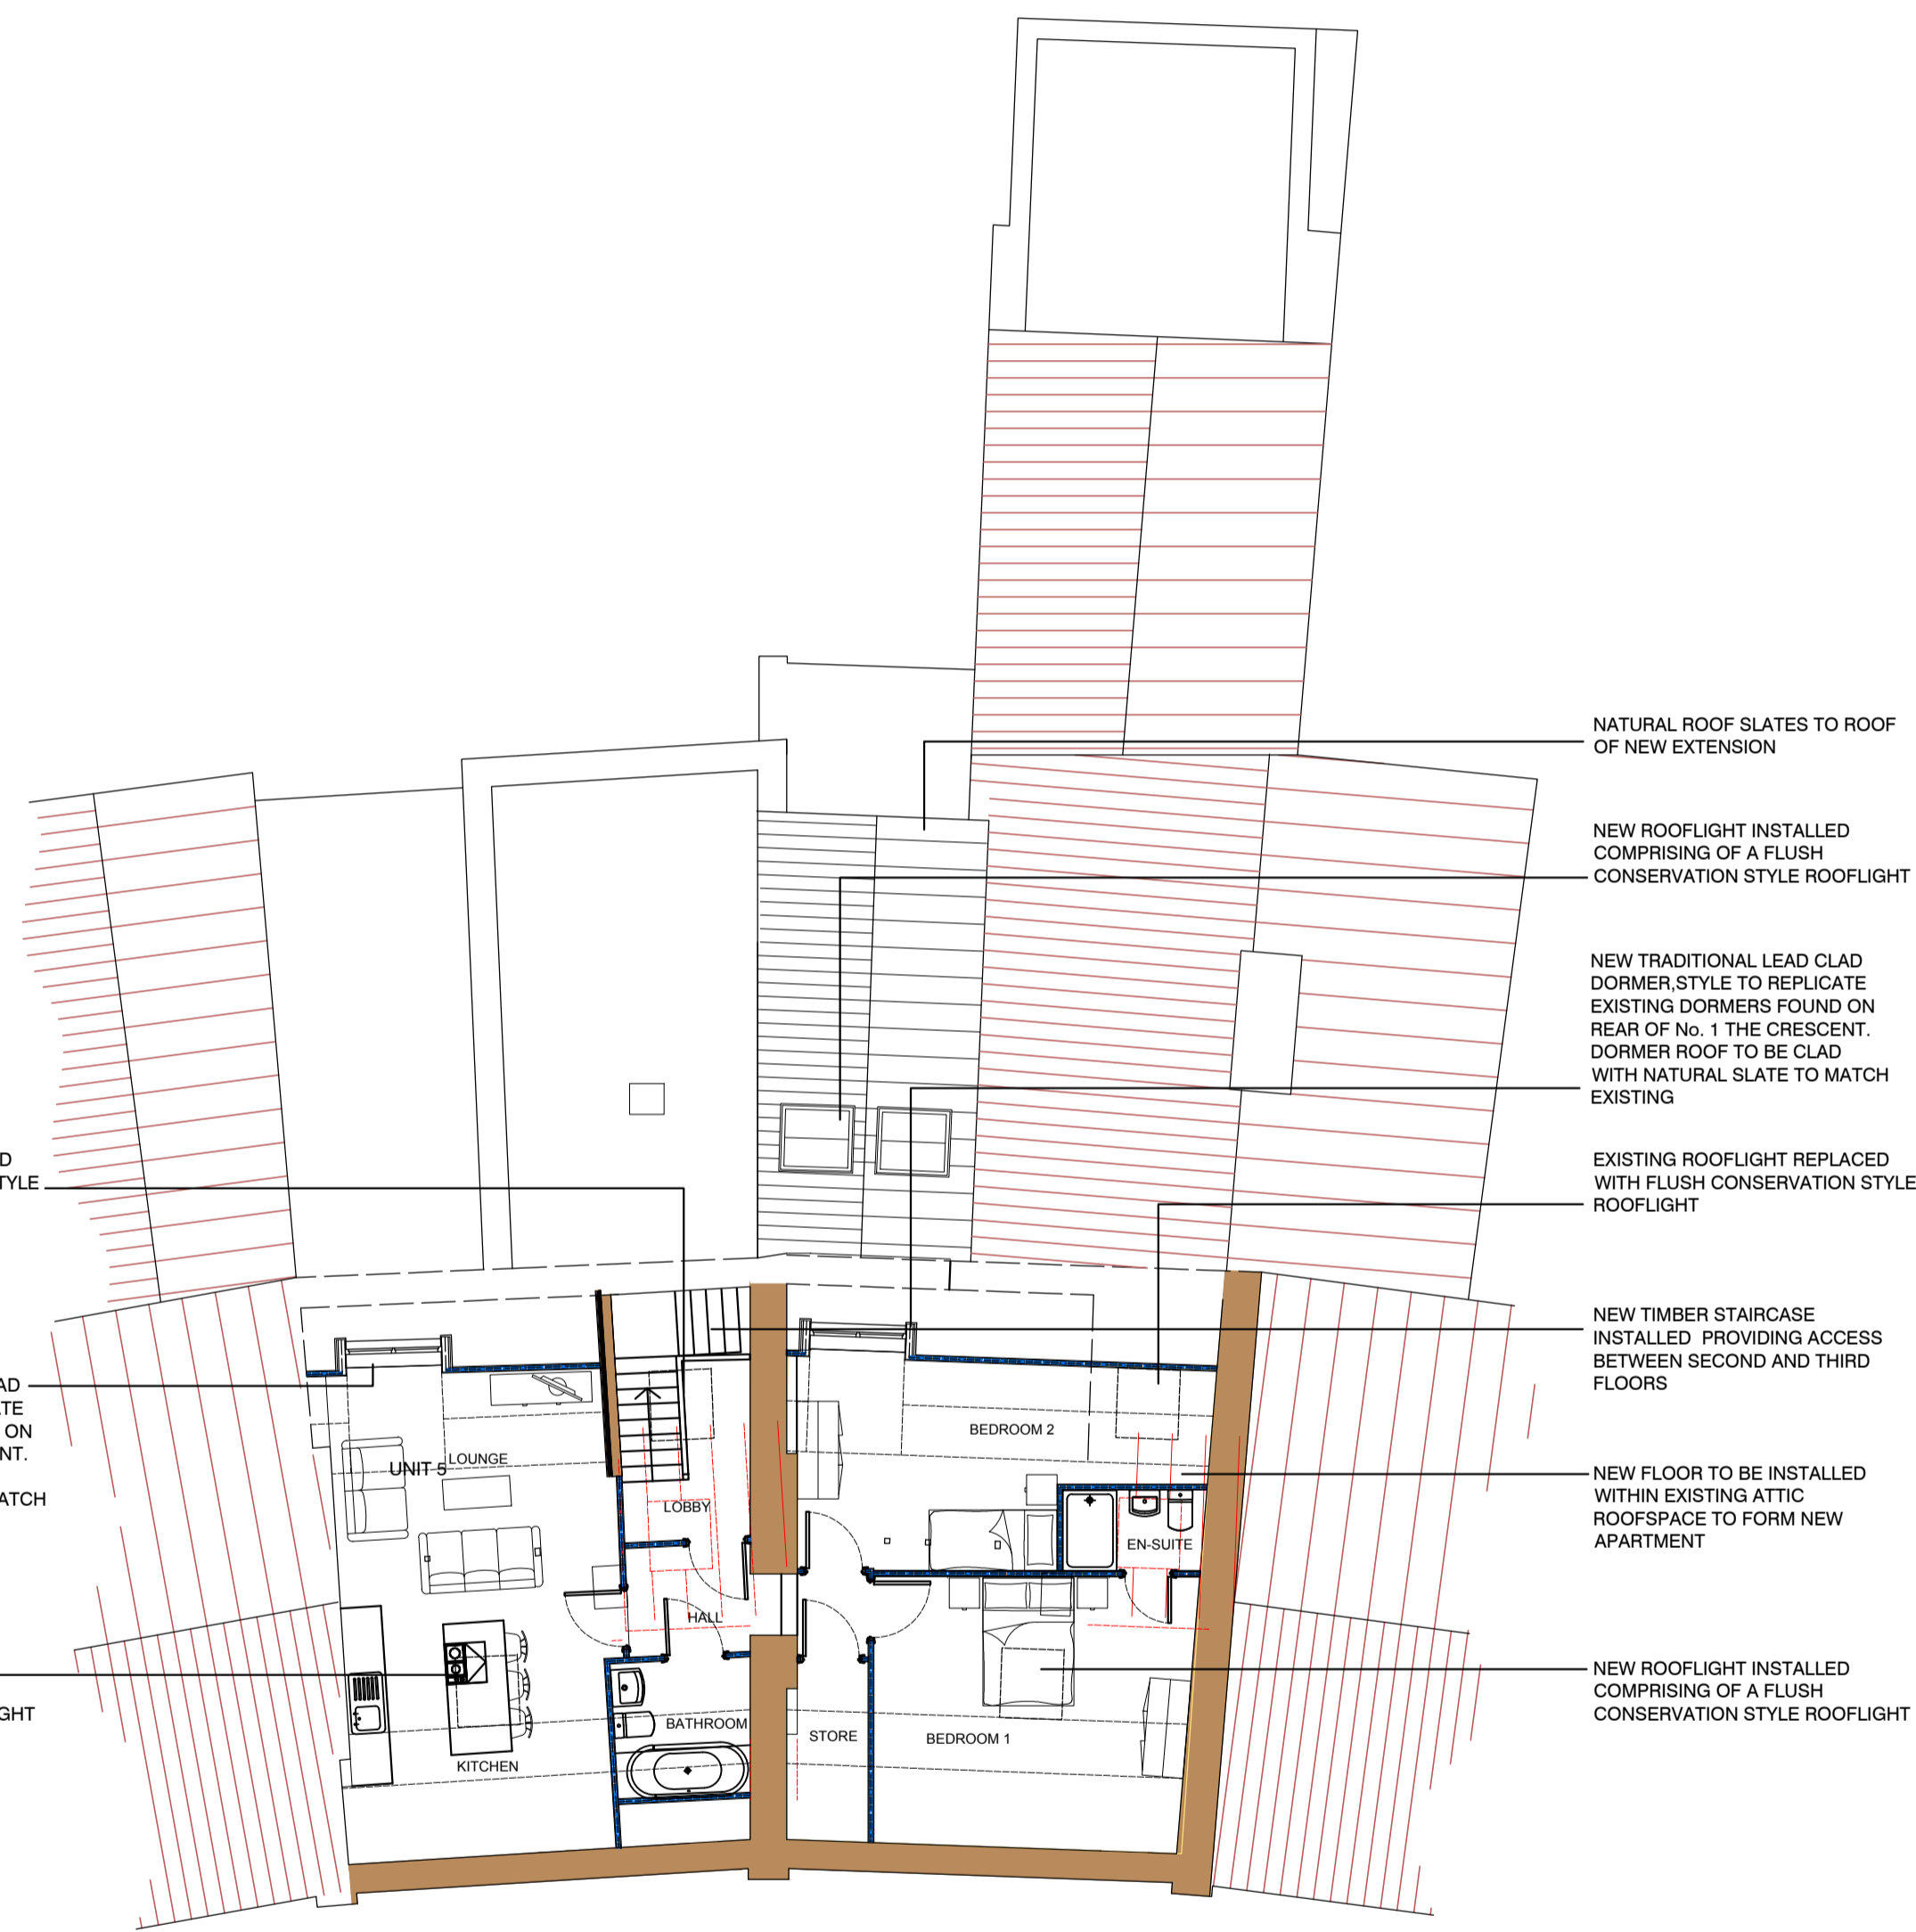 NATURAL ROOF SLATES TO ROOF
OF NEW EXTENSION
NEW ROOFLIGHT INSTALLED
COMPRISING OF A FLUSH
CONSERVATION STYLE ROOFLIGHT
NEW TRADITIONAL LEAD CLAD
DORMER,STYLE TO REPLICATE
EXISTING DORMERS FOUND ON
REAR OF No. 1 THE CRESCENT.
DORMER ROOF TO BE CLAD
WITH NATURAL SLATE TO MATCH
EXISTING
D
TYLE
EXISTING ROOFLIGHT REPLACED
WITH FLUSH CONSERVATION STYLE
ROOFLIGHT
NEW TIMBER STAIRCASE
INSTALLED PROVIDING ACCESS
BETWEEN SECOND AND THIRD
FLOORS
AD
ATE
ON
NT.
ATCH
BEDROOM 2
LOUNGE
UNIT 5
LOBBY
NEW FLOOR TO BE INSTALLED
WITHIN EXISTING ATTIC
ROOFSPACE TO FORM NEW
APARTMENT
EN-SUITE
HALL
NEW ROOFLIGHT INSTALLED
COMPRISING OF A FLUSH
CONSERVATION STYLE ROOFLIGHT
GHT
BATHROOM
STORE
BEDROOM 1
KITCHEN